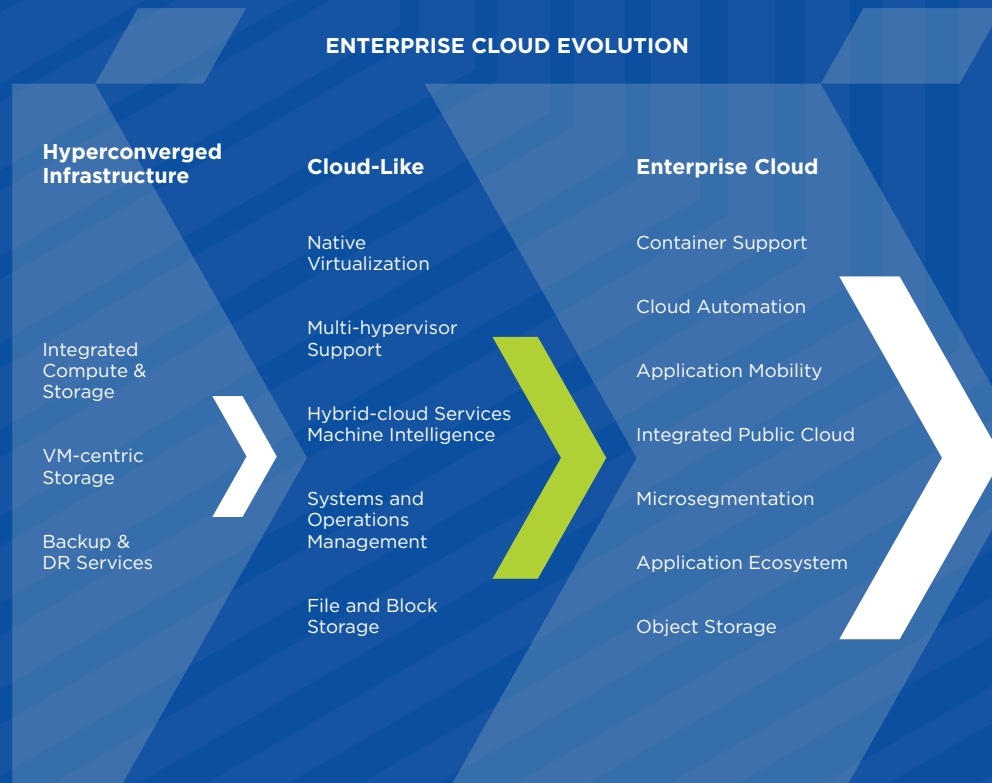 ENTERPRISE CLOUD EVOLUTION
Hyperconverged
Infrastructure
Integrated
Compute &
Storage
VM-centric
Storage
Backup &
DR Services
Cloud-Like
Native
Virtualization
Multi-hypervisor
Support
Hybrid-cloud Services
Machine Intelligence
Systems and
Operations
Management
File and Block
Storage
Enterprise Cloud
Container Support
Cloud Automation
Application Mobility
Integrated Public Cloud
Microsegmentation
Application Ecosystem
Object Storage